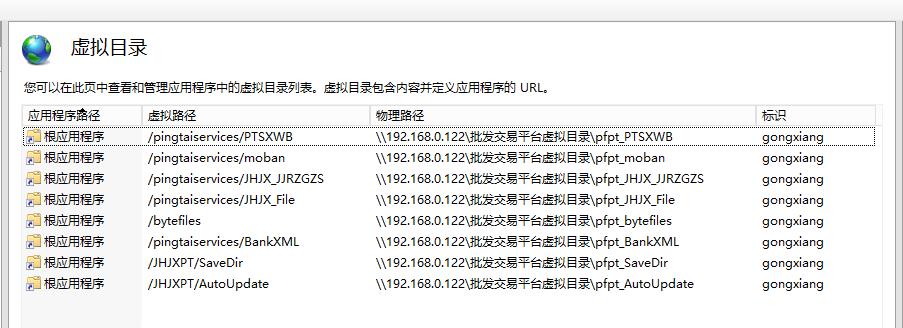 虚拟目录
您可以在此页中查看和管理应用程序中的虚拟目录列表。虚拟目录包含内容并定义应用程序的 URL。
应用程序路径 虚拟路径 物理路径 标识
根应用程序 /pingtaiservices/PTSXWB \\192.168.0.122\批发交易平台虚拟目录\pfpt_PTSXWB gongxiang
根应用程序 /pingtaiservices/moban \\192.168.0.122\批发交易平台虚拟目录\pfpt_moban gongxiang
根应用程序 /pingtaiservices/JHJX_JJRZGZS \\192.168.0.122\批发交易平台虚拟目录\pfpt_JHJX_JJRZGZS gongxiang
根应用程序 /pingtaiservices/JHJX_File \\192.168.0.122\批发交易平台虚拟目录\pfpt_JHJX_File gongxiang
根应用程序 /bytefiles \\192.168.0.122\批发交易平台虚拟目录\pfpt_bytefiles gongxiang
根应用程序 /pingtaiservices/BankXML \\192.168.0.122\批发交易平台虚拟目录\pfpt_BankXML gongxiang
根应用程序 /JHJXPT/SaveDir \\192.168.0.122\批发交易平台虚拟目录\pfpt_SaveDir gongxiang
根应用程序 /JHJXPT/AutoUpdate \\192.168.0.122\批发交易平台虚拟目录\pfpt_AutoUpdate gongxiang